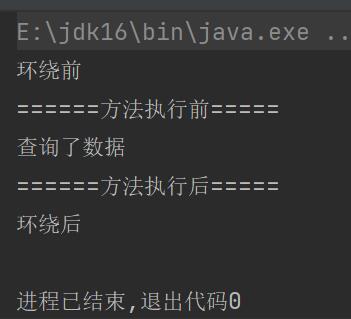 E:\jdk16\bin\java.exe ..
环绕前
======方法执行前=====
查询了数据
======方法执行后=====
环绕后
进程已结束,退出代码0